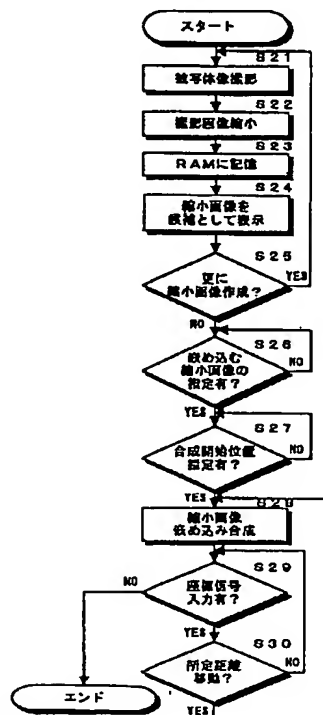 スタート
S21
被写体像撮影
S22
撮影画像縮小
S23
RAMに記憶
S24
縮小画像を
候補として表示
S25
更に
縮小画像作成？
YES
NO
S26
嵌め込む
縮小画像の
指定有？
NO
YES
S27
合成開始位置
設定有？
NO
YES
S29
縮小画像
嵌め込み合成
S29
座標信号
入力有？
NO
YES
S30
所定距離
移動？
NO
YES
エンド